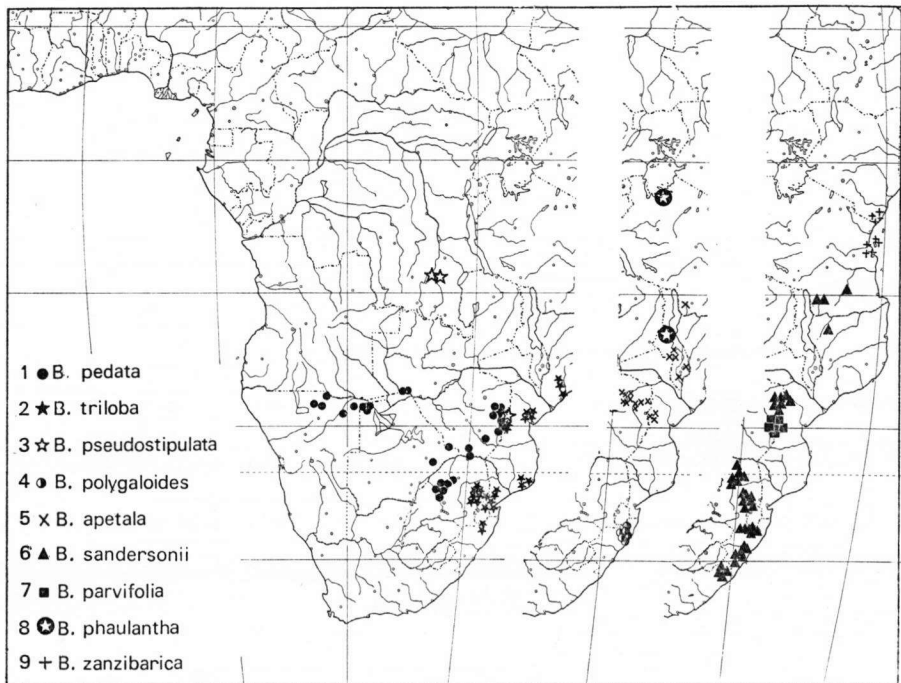 1 ● B. pedata
2 ★ B. triloba
3 ☆ B. pseudostipulata
4 ◑ B. polygaloides
5 x B. apetala
6 ▲ B. sandersonii
7 ■ B. parvifolia
8 ✪ B. phaulantha
9 + B. zanzibarica